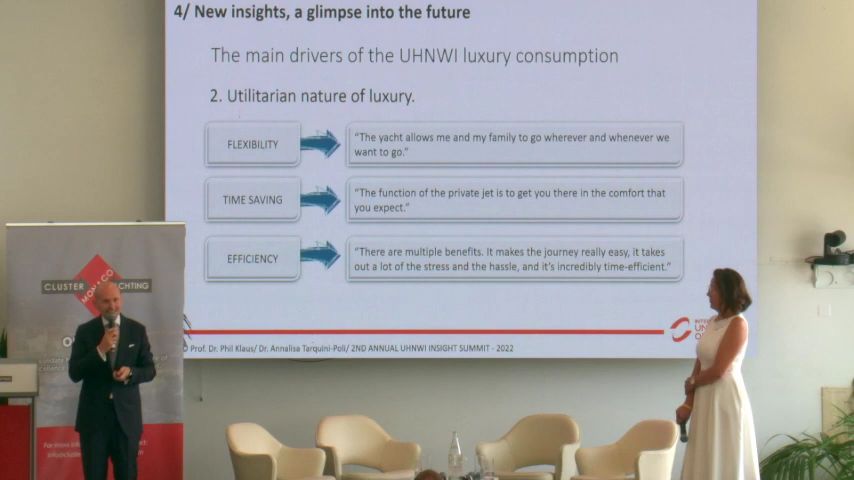 4/ New insights, a glimpse into the future
The main drivers of the UHNWI luxury consumption
2. Utilitarian nature of luxury.
FLEXIBILITY
"The yacht allows me and my family to go wherever and whenever we
want to go."
TIME SAVING
"The function of the private jet is to get you there in the comfort that
you expect."
EFFICIENCY
"There are multiple benefits. It makes the journey really easy, it takes
out a lot of the stress and the hassle, and it's incredibly time-efficient."
Prof. Dr. Phil Klaus/ Dr. Annalisa Tarquini-Poli/ 2ND ANNUAL UHNWI INSIGHT SUMMIT - 2022
CLUSTER
MONACO
For more